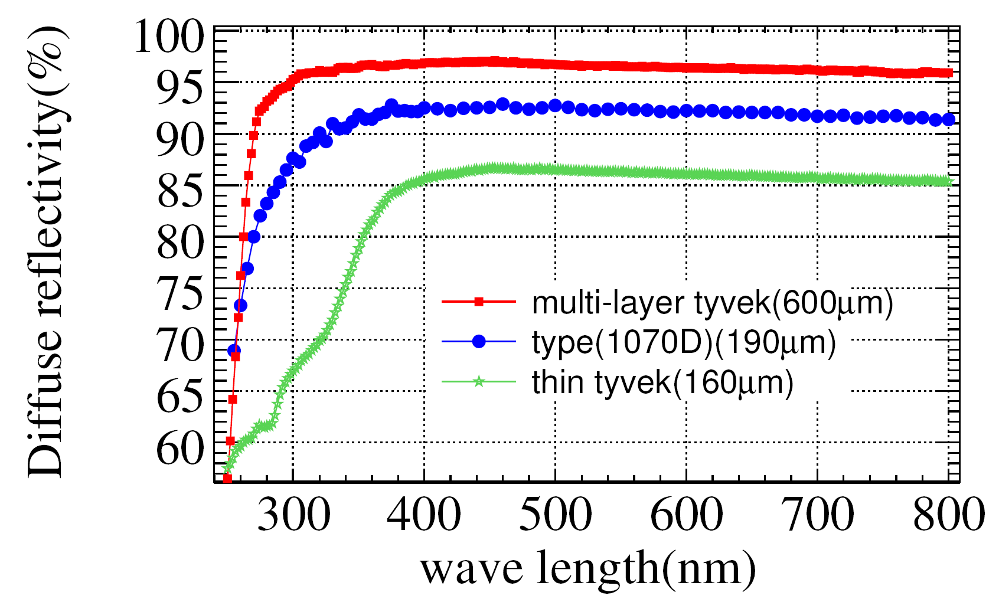 Diffuse reflectivity(%)
100
95
90
85
80
75
70
65
60
multi-layer tyvek(600μm)
type(1070D)(190μm)
thin tyvek(160μm)
300 400 500 600 700 800
wave length(nm)